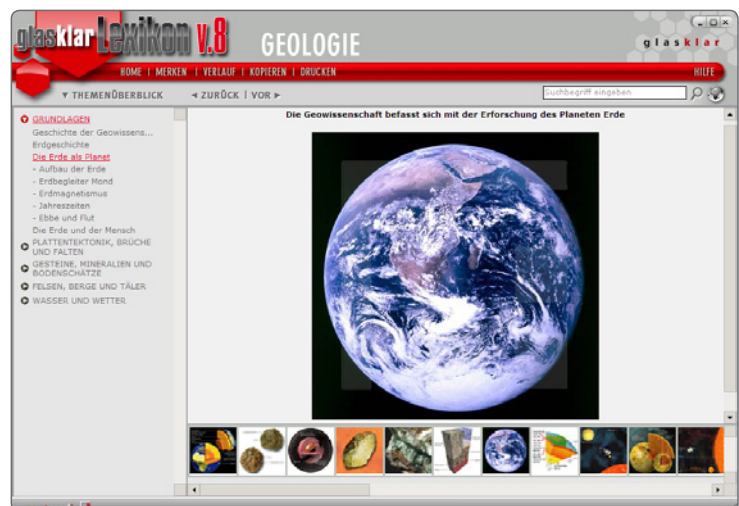 glasklar Lexikon v.8
GEOLOGIE
glasklar
HOME | MERKEN | VERLAUF | KOPIEREN | DRUCKEN
HILFE
▼ THEMENÜBERBLICK
◄ ZURÜCK | VOR ►
Suchbegriff eingeben
GRUNDLAGEN
Geschichte der Geowissens...
Erdgeschichte
Die Erde als Planet
- Aufbau der Erde
- Erdbegleiter Mond
- Erdmagnetismus
- Jahreszeiten
- Ebbe und Flut
Die Erde und der Mensch
PLATTENTEKTONIK, BRÜCHE
UND FALTEN
GESTEINE, MINERALIEN UND
BODENSCHÄTZE
FELSEN, BERGE UND TÄLER
WASSER UND WETTER
Die Geowissenschaft befasst sich mit der Erforschung des Planeten Erde